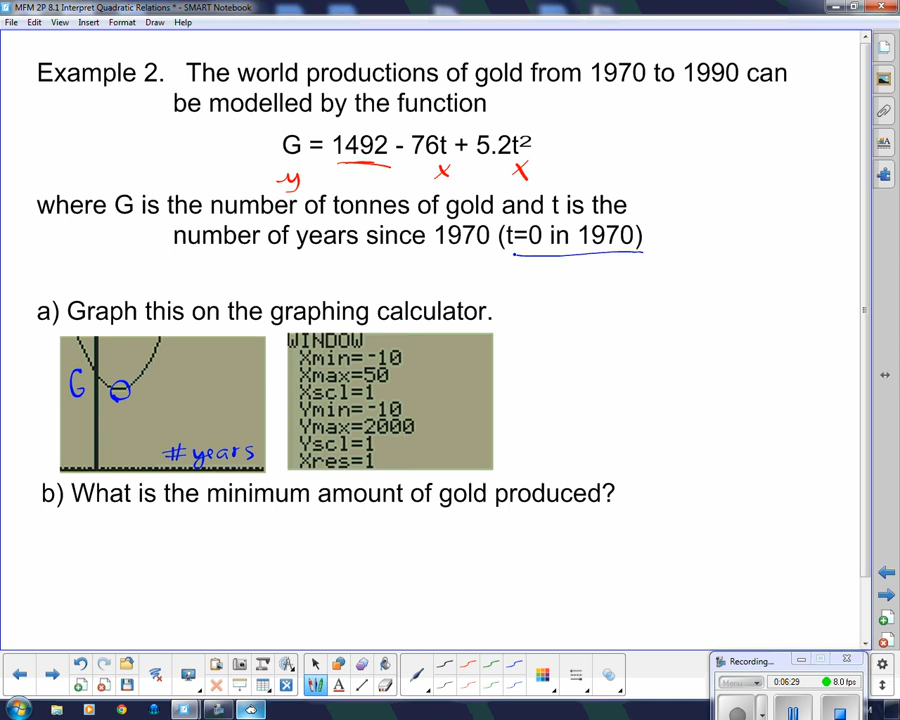 MFM 2P 8.1 Interpret Quadratic Relations * - SMART Notebook
File Edit View Insert Format Draw Help
Example 2. The world productions of gold from 1970 to 1990 can
be modelled by the function
G = 1492 - 76t + 5.2t²
y x x
where G is the number of tonnes of gold and t is the
number of years since 1970 (t=0 in 1970)
a) Graph this on the graphing calculator.
G
# years
WINDOW
Xmin=-10
Xmax=50
Xscl=1
Ymin=-10
Ymax=2000
Yscl=1
Xres=1
b) What is the minimum amount of gold produced?
Recording...
Menu 0:06:29 8.0 fps